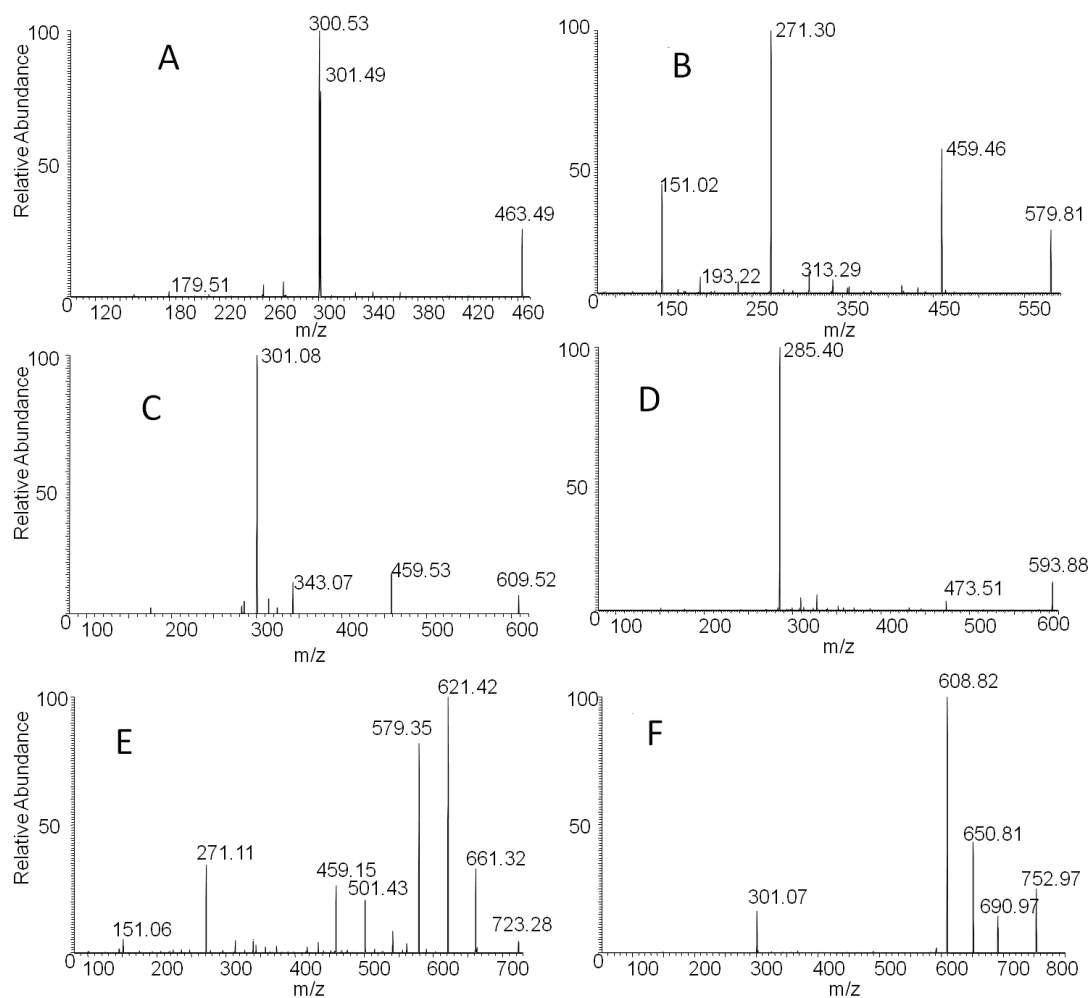 100
50
0
Relative Abundance
A
300.53
301.49
463.49
179.51
120 180 220 260 300 340 380 420 460
m/z
100
50
0
B
271.30
459.46
151.02
579.81
193.22
313.29
150 250 350 450 550
m/z
100
50
0
Relative Abundance
C
301.08
343.07
459.53
609.52
100 200 300 400 500 600
m/z
100
50
0
D
285.40
593.88
473.51
100 200 300 400 500 600
m/z
100
50
0
Relative Abundance
E
621.42
579.35
271.11
459.15
661.32
501.43
151.06
723.28
100 200 300 400 500 600 700
m/z
100
50
0
F
608.82
650.81
301.07
752.97
690.97
100 200 300 400 500 600 700 800
m/z